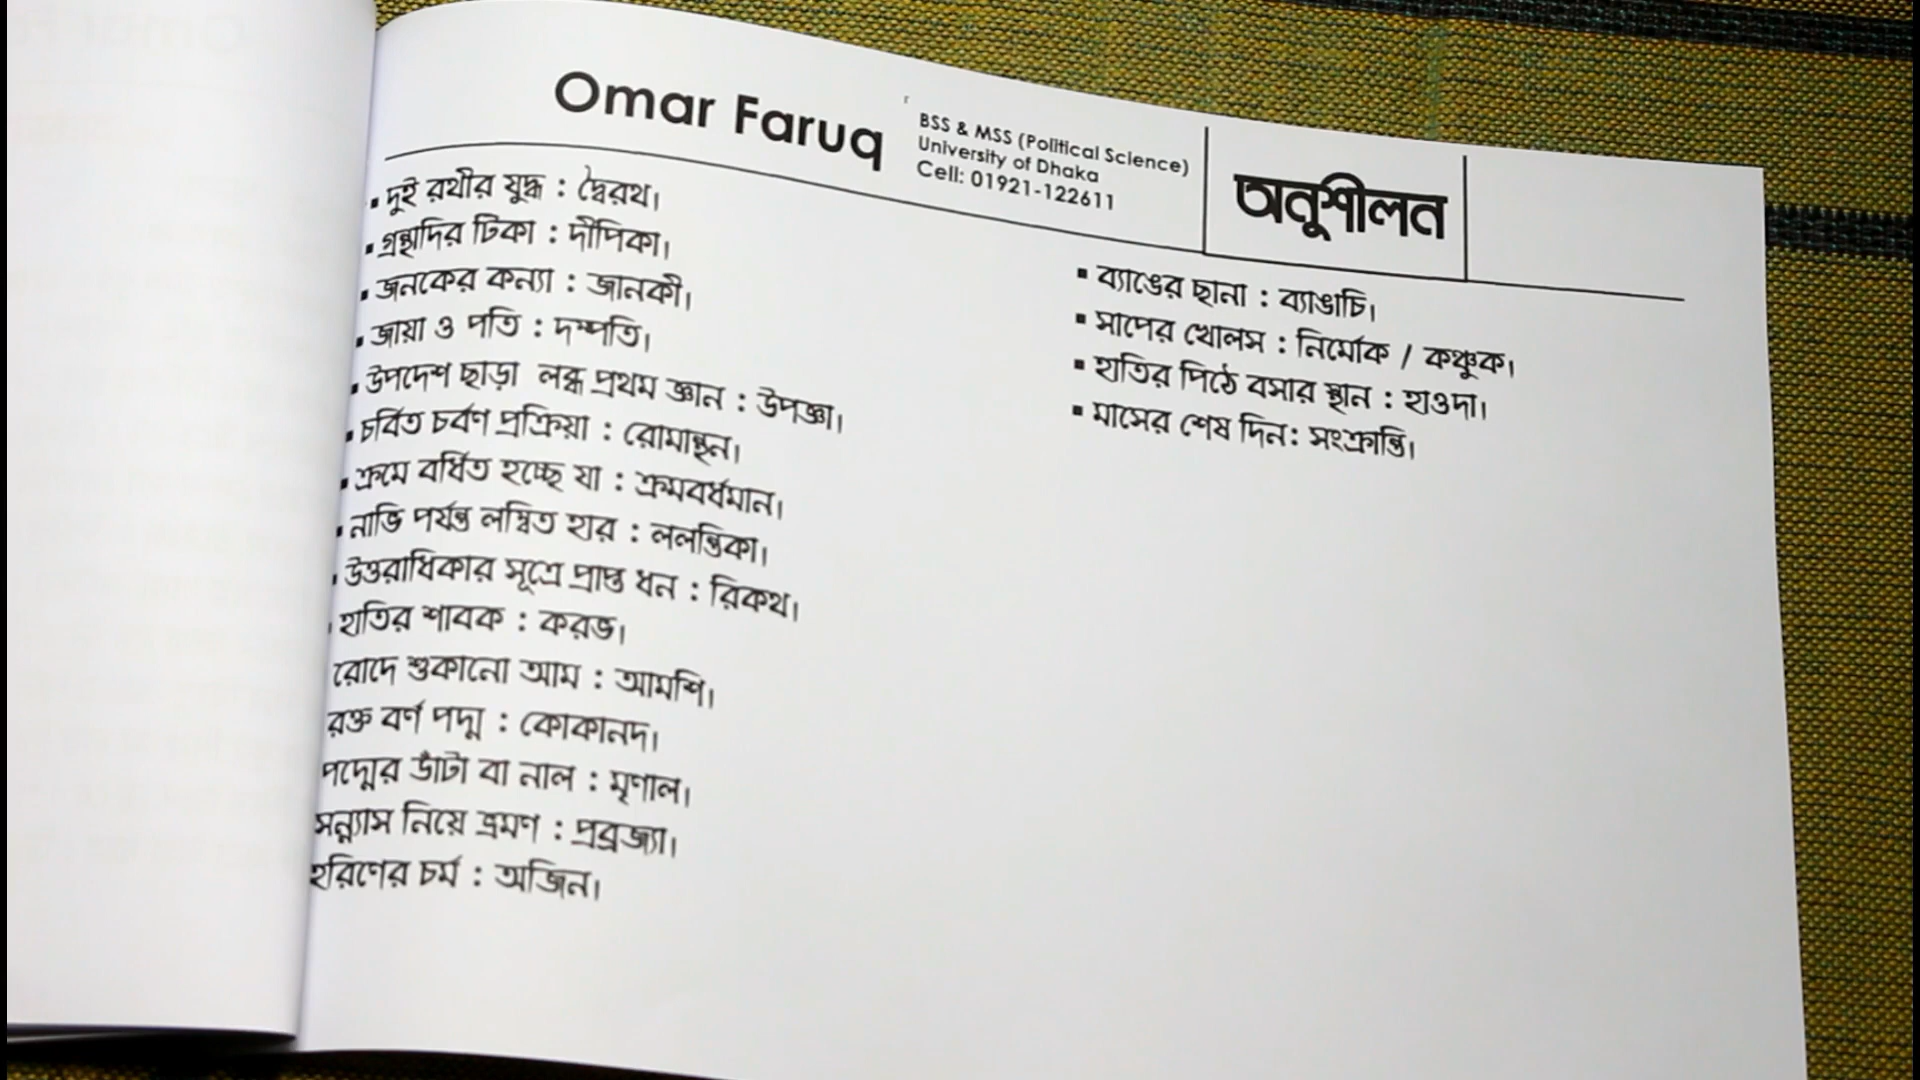 Omar Faruq
BSS & MSS (Political Science)
University of Dhaka
Cell: 01921-122611
অনুশীলন
▪ দুই রথীর যুদ্ধ : দ্বৈরথ।
▪ গ্রন্থাদির টিকা : দীপিকা।
▪ জনকের কন্যা : জানকী।
▪ জায়া ও পতি : দম্পতি।
▪ উপদেশ ছাড়া লব্ধ প্রথম জ্ঞান : উপজ্ঞা।
▪ চর্বিত চর্বণ প্রক্রিয়া : রোমান্থন।
▪ ক্রমে বর্ধিত হচ্ছে যা : ক্রমবর্ধমান।
▪ নাভি পর্যন্ত লম্বিত হার : ললন্তিকা।
▪ উত্তরাধিকার সূত্রে প্রাপ্ত ধন : রিকথ।
▪ হাতির শাবক : করভ।
রোদে শুকানো আম : আমশি।
রক্ত বর্ণ পদ্ম : কোকানদ।
পদ্মের ডাঁটা বা নাল : মৃণাল।
সন্ন্যাস নিয়ে ভ্রমণ : প্রব্রজ্যা।
হরিণের চর্ম : অজিন।
▪ ব্যাঙের ছানা : ব্যাঙাচি।
▪ সাপের খোলস : নির্মোক / কঞ্চুক।
▪ হাতির পিঠে বসার স্থান : হাওদা।
▪ মাসের শেষ দিন: সংক্রান্তি।